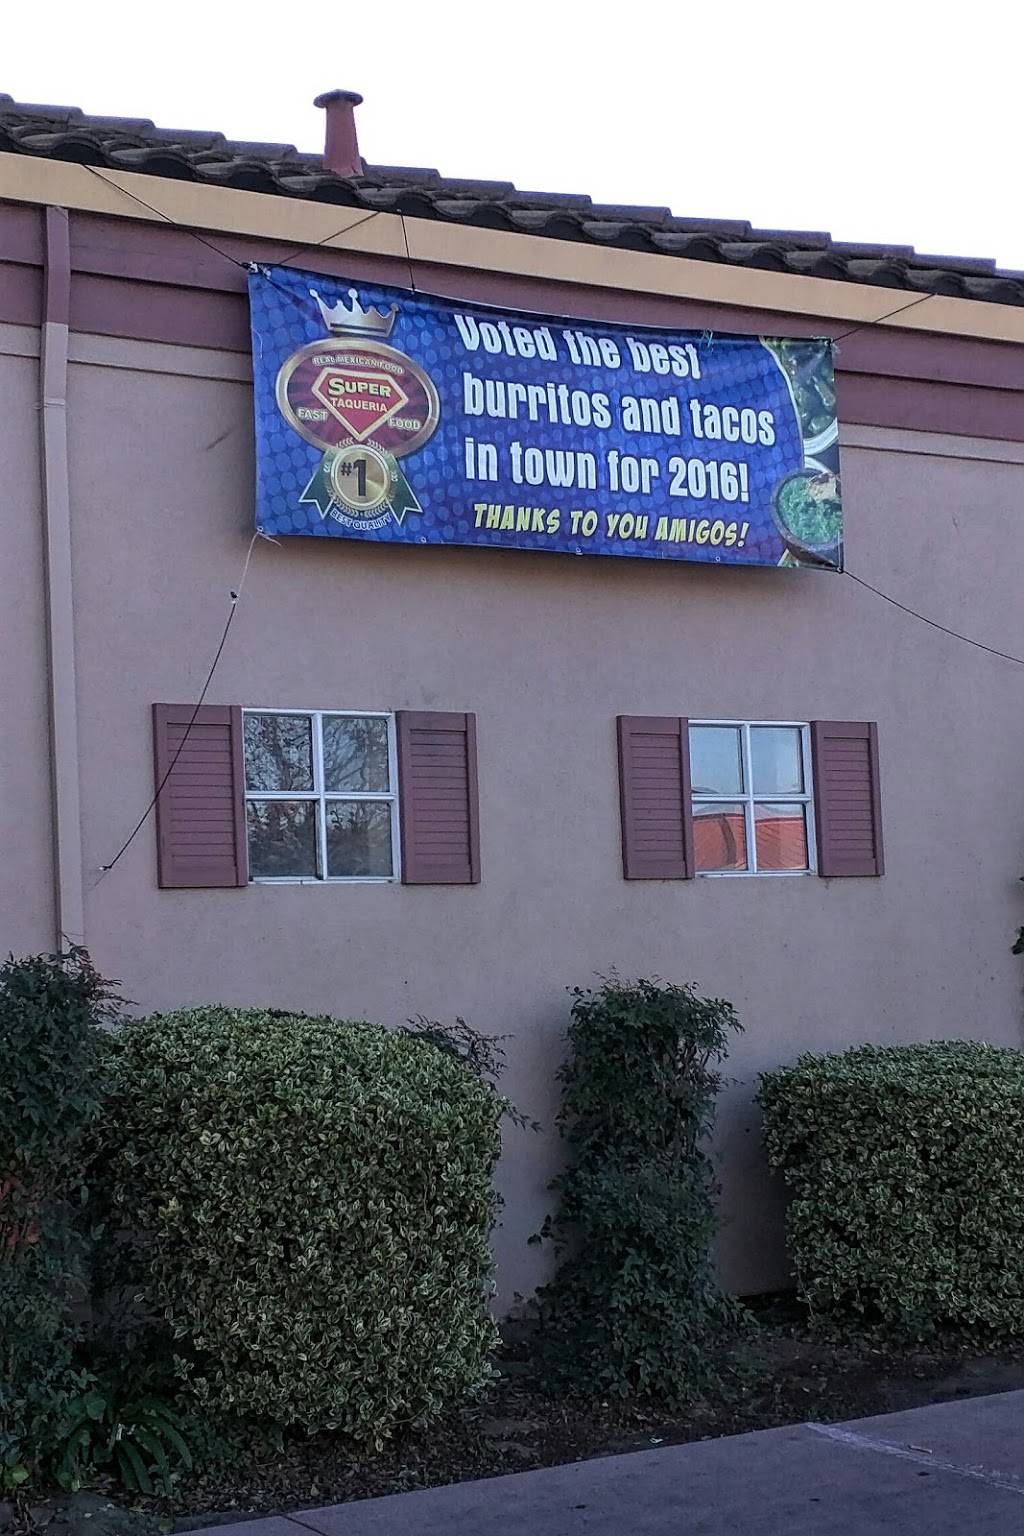 REAL MEXICAN FOOD
SUPER
TAQUERIA
FAST FOOD
#1
BEST QUALITY
Voted the best
burritos and tacos
in town for 2016!
THANKS TO YOU AMIGOS!